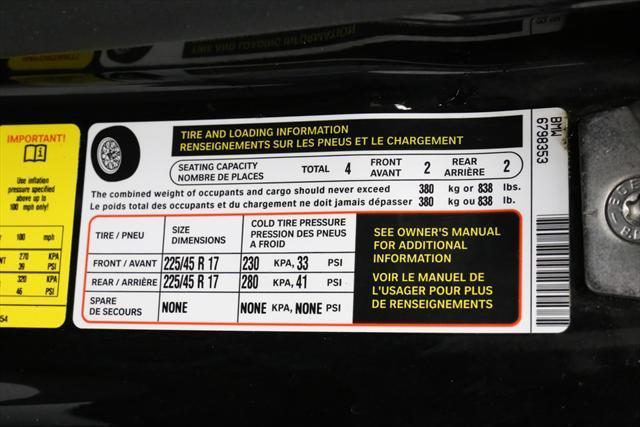 IMPORTANT!
Use inflation
pressure specified
above up to
100 mph only!
100 mph
270 KPA
39 PSI
320 KPA
46 PSI
54
TIRE AND LOADING INFORMATION
RENSEIGNEMENTS SUR LES PNEUS ET LE CHARGEMENT
SEATING CAPACITY
NOMBRE DE PLACES
TOTAL 4
FRONT
AVANT 2
REAR
ARRIÈRE 2
The combined weight of occupants and cargo should never exceed 380 kg or 838 lbs.
Le poids total des occupants et du chargement ne doit jamais dépasser 380 kg ou 838 lb.
TIRE / PNEU
SIZE
DIMENSIONS
COLD TIRE PRESSURE
PRESSION DES PNEUS
A FROID
FRONT / AVANT 225/45 R 17 230 KPA, 33 PSI
REAR / ARRIÈRE 225/45 R 17 280 KPA, 41 PSI
SPARE
DE SECOURS NONE NONE KPA, NONE PSI
SEE OWNER'S MANUAL
FOR ADDITIONAL
INFORMATION
VOIR LE MANUEL DE
L'USAGER POUR PLUS
DE RENSEIGNEMENTS
BMW
6798353